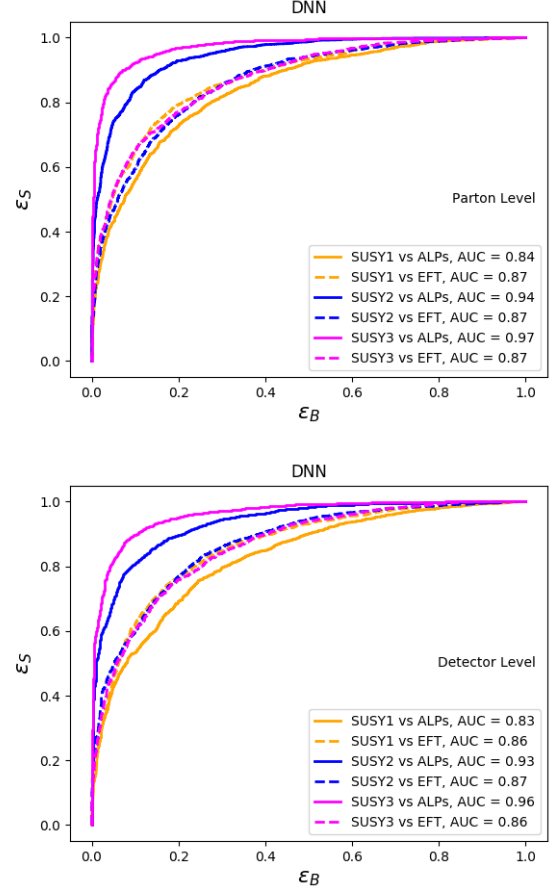 DNN
1.0
0.8
0.6
0.4
0.2
0.0
ε_S
Parton Level
SUSY1 vs ALPs, AUC = 0.84
SUSY1 vs EFT, AUC = 0.87
SUSY2 vs ALPs, AUC = 0.94
SUSY2 vs EFT, AUC = 0.87
SUSY3 vs ALPs, AUC = 0.97
SUSY3 vs EFT, AUC = 0.87
0.0 0.2 0.4 0.6 0.8 1.0
ε_B
DNN
1.0
0.8
0.6
0.4
0.2
0.0
ε_S
Detector Level
SUSY1 vs ALPs, AUC = 0.83
SUSY1 vs EFT, AUC = 0.86
SUSY2 vs ALPs, AUC = 0.93
SUSY2 vs EFT, AUC = 0.87
SUSY3 vs ALPs, AUC = 0.96
SUSY3 vs EFT, AUC = 0.86
0.0 0.2 0.4 0.6 0.8 1.0
ε_B